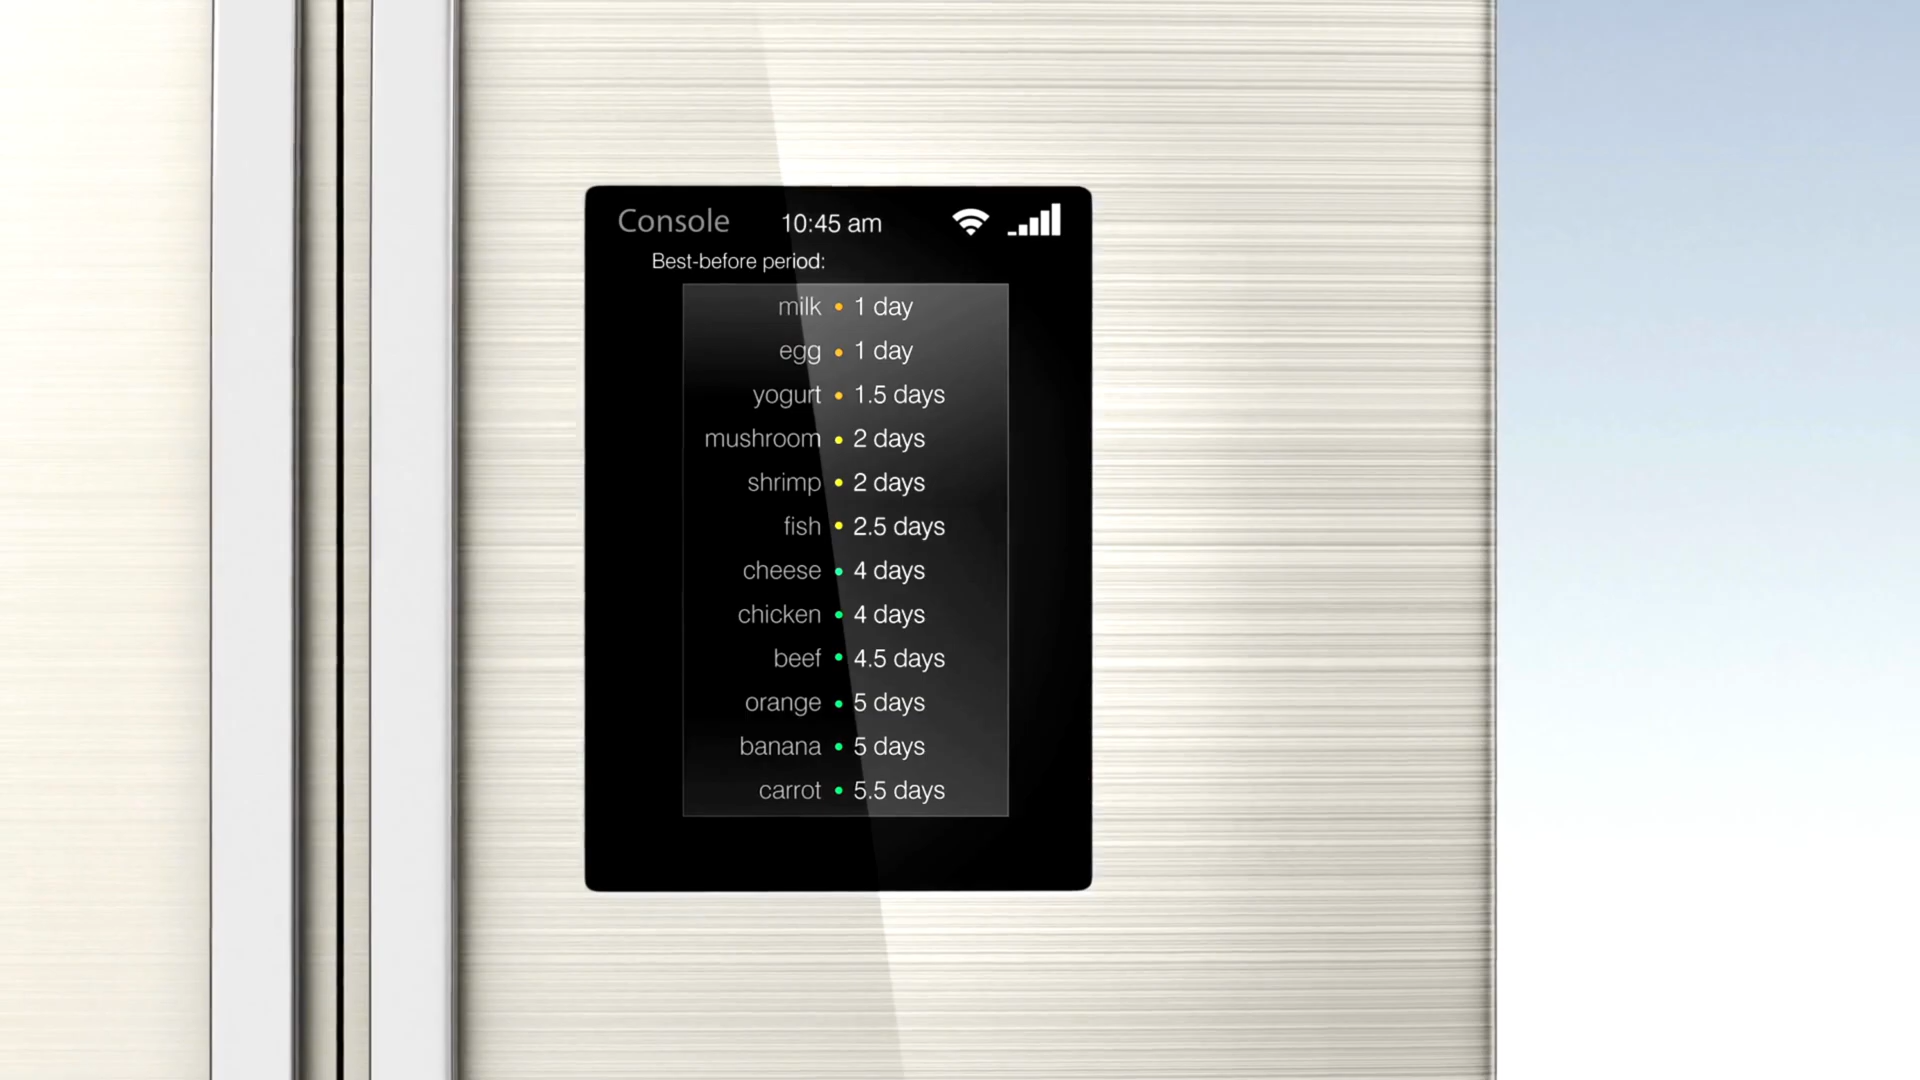 Console 10:45 am
Best-before period:
milk • 1 day
egg • 1 day
yogurt • 1.5 days
mushroom • 2 days
shrimp • 2 days
fish • 2.5 days
cheese • 4 days
chicken • 4 days
beef • 4.5 days
orange • 5 days
banana • 5 days
carrot • 5.5 days